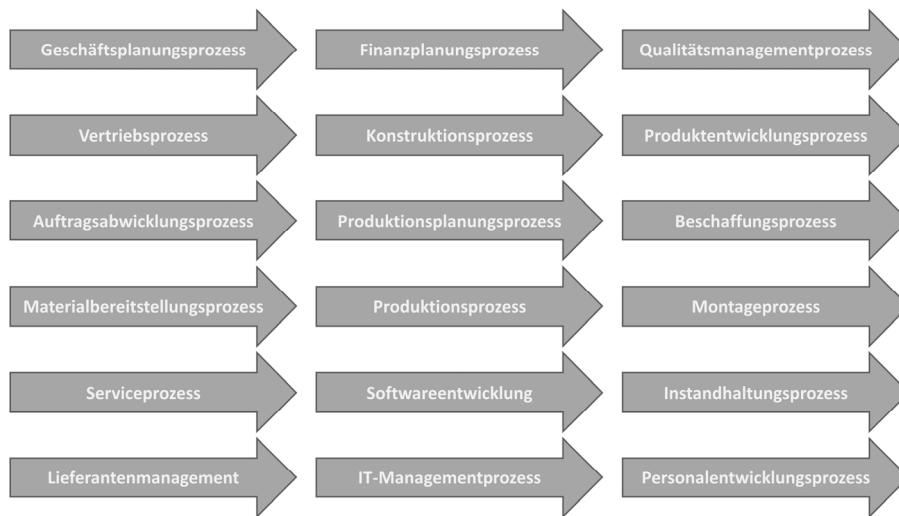 Geschäftsplanungsprozess
Finanzplanungsprozess
Qualitätsmanagementprozess
Vertriebsprozess
Konstruktionsprozess
Produktentwicklungsprozess
Auftragsabwicklungsprozess
Produktionsplanungsprozess
Beschaffungsprozess
Materialbereitstellungsprozess
Produktionsprozess
Montageprozess
Serviceprozess
Softwareentwicklung
Instandhaltungsprozess
Lieferantenmanagement
IT-Managementprozess
Personalentwicklungsprozess